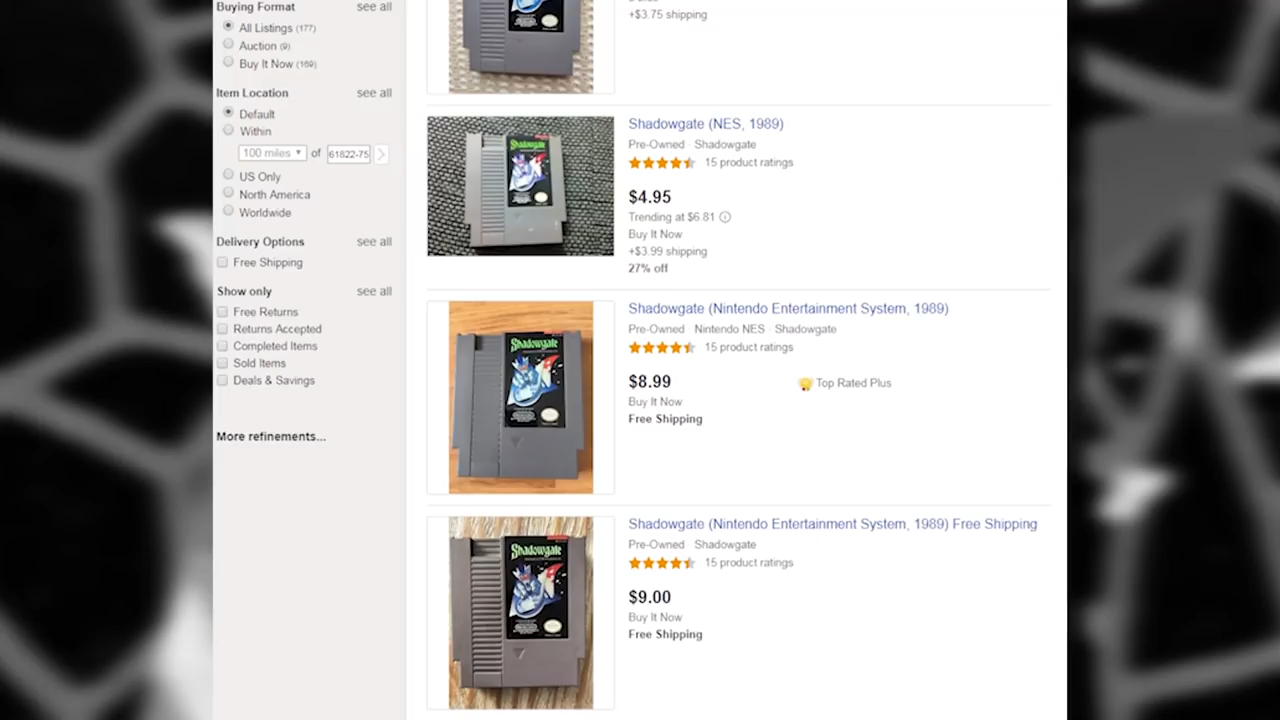 Buying Format see all
All Listings (177)
Auction (9)
Buy It Now (169)
Item Location see all
Default
Within
100 miles of 61822-75
US Only
North America
Worldwide
Delivery Options see all
Free Shipping
Show only see all
Free Returns
Returns Accepted
Completed Items
Sold Items
Deals & Savings
More refinements...
+$3.75 shipping
Shadowgate (NES, 1989)
Pre-Owned · Shadowgate
15 product ratings
$4.95
Trending at $6.81
Buy It Now
+$3.99 shipping
27% off
Shadowgate
Shadowgate (Nintendo Entertainment System, 1989)
Pre-Owned · Nintendo NES · Shadowgate
15 product ratings
$8.99
Top Rated Plus
Buy It Now
Free Shipping
Shadowgate
Shadowgate (Nintendo Entertainment System, 1989) Free Shipping
Pre-Owned · Shadowgate
15 product ratings
$9.00
Buy It Now
Free Shipping
Shadowgate